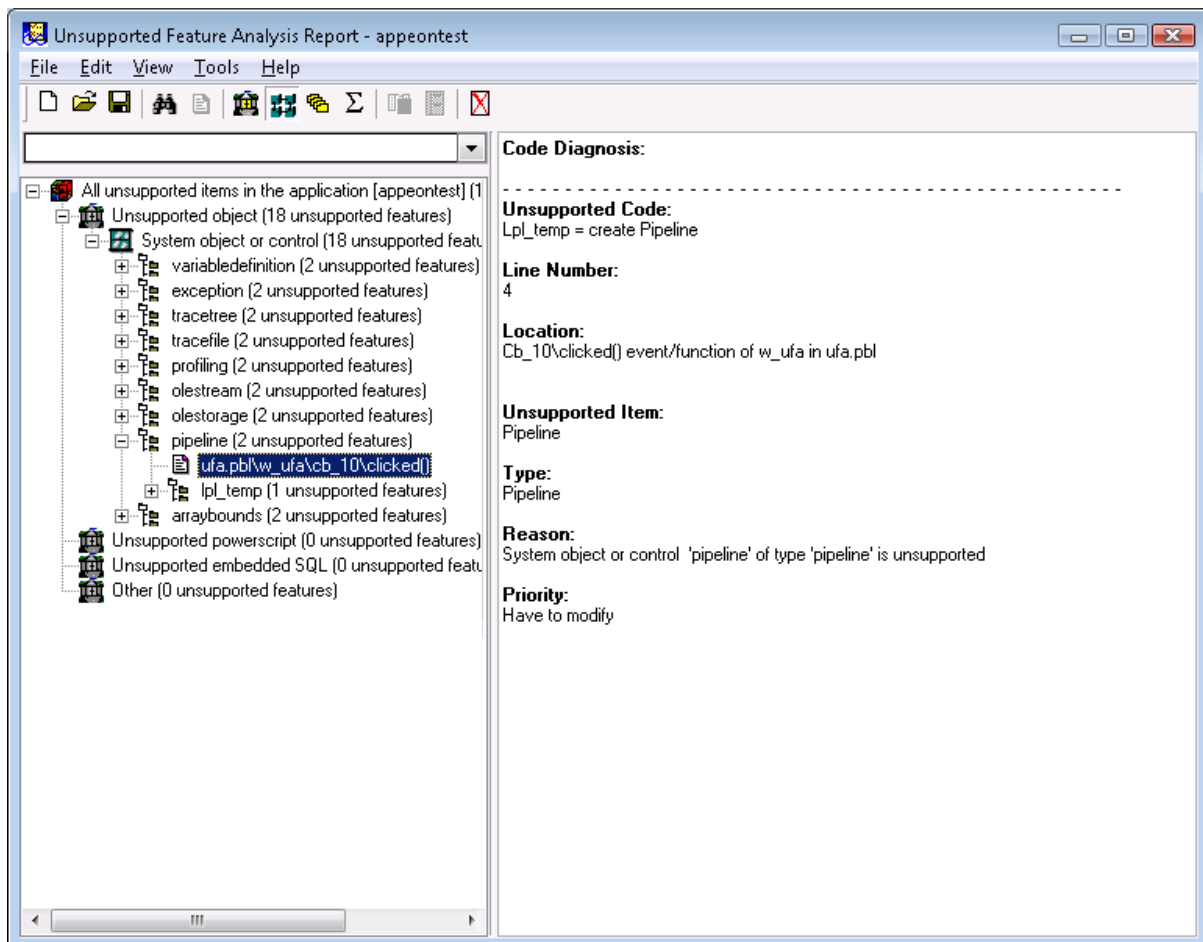 Unsupported Feature Analysis Report - appeontest
File Edit View Tools Help
All unsupported items in the application [appeontest] (1
Unsupported object (18 unsupported features)
System object or control (18 unsupported featu
variabledefinition (2 unsupported features)
exception (2 unsupported features)
tracetree (2 unsupported features)
tracefile (2 unsupported features)
profiling (2 unsupported features)
olestream (2 unsupported features)
olestorage (2 unsupported features)
pipeline (2 unsupported features)
ufa.pbl\w_ufa\cb_10\clicked()
lpl_temp (1 unsupported features)
arraybounds (2 unsupported features)
Unsupported powerscript (0 unsupported features)
Unsupported embedded SQL (0 unsupported featu
Other (0 unsupported features)
Code Diagnosis:
- - - - - - - - - - - - - - - - - - - - - - - - - - - - - - - - - - - - - - - - - - - - - - - - - -
Unsupported Code:
Lpl_temp = create Pipeline
Line Number:
4
Location:
Cb_10\clicked() event/function of w_ufa in ufa.pbl
Unsupported Item:
Pipeline
Type:
Pipeline
Reason:
System object or control 'pipeline' of type 'pipeline' is unsupported
Priority:
Have to modify